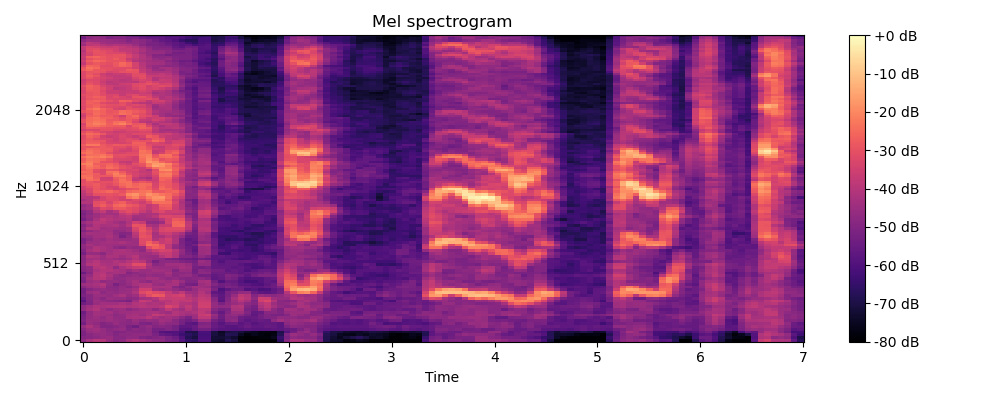 Mel spectrogram
+0 dB
-10 dB
-20 dB
-30 dB
-40 dB
-50 dB
-60 dB
-70 dB
-80 dB
Hz
2048
1024
512
0
0 1 2 3 4 5 6 7
Time